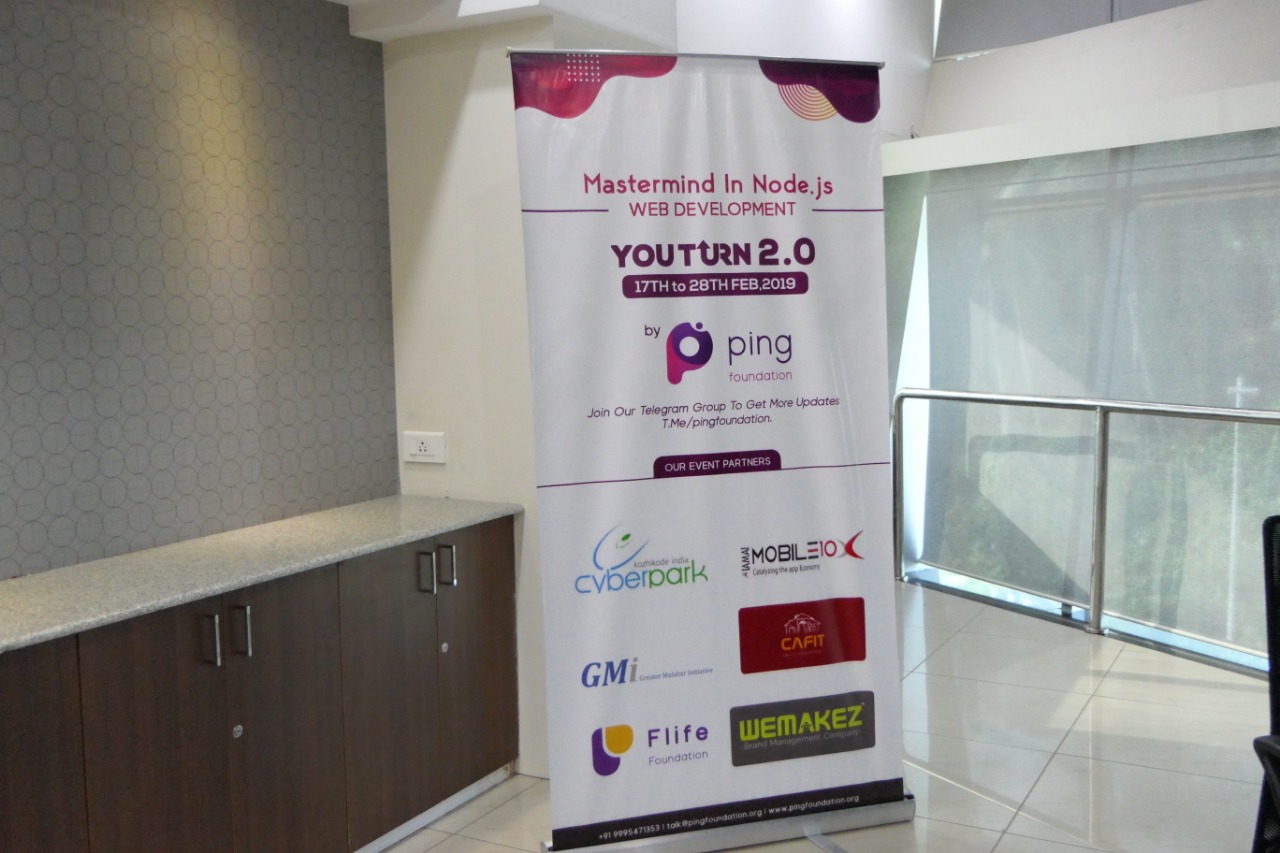 Mastermind In Node.js
WEB DEVELOPMENT
YOUTURN 2.0
17TH to 28TH FEB,2019
by
ping
foundation
Join Our Telegram Group To Get More Updates
T.Me/pingfoundation.
OUR EVENT PARTNERS
kozhikode india
cyberpark
IAMAI
MOBILE10X
Catalyzing the app Economy
CAFIT
GMi Greater Malabar Initiative
Flife
Foundation
WEMAKEZ
Brand Management Company
+91 9995471353 | talk@pingfoundation.org | www.pingfoundation.org